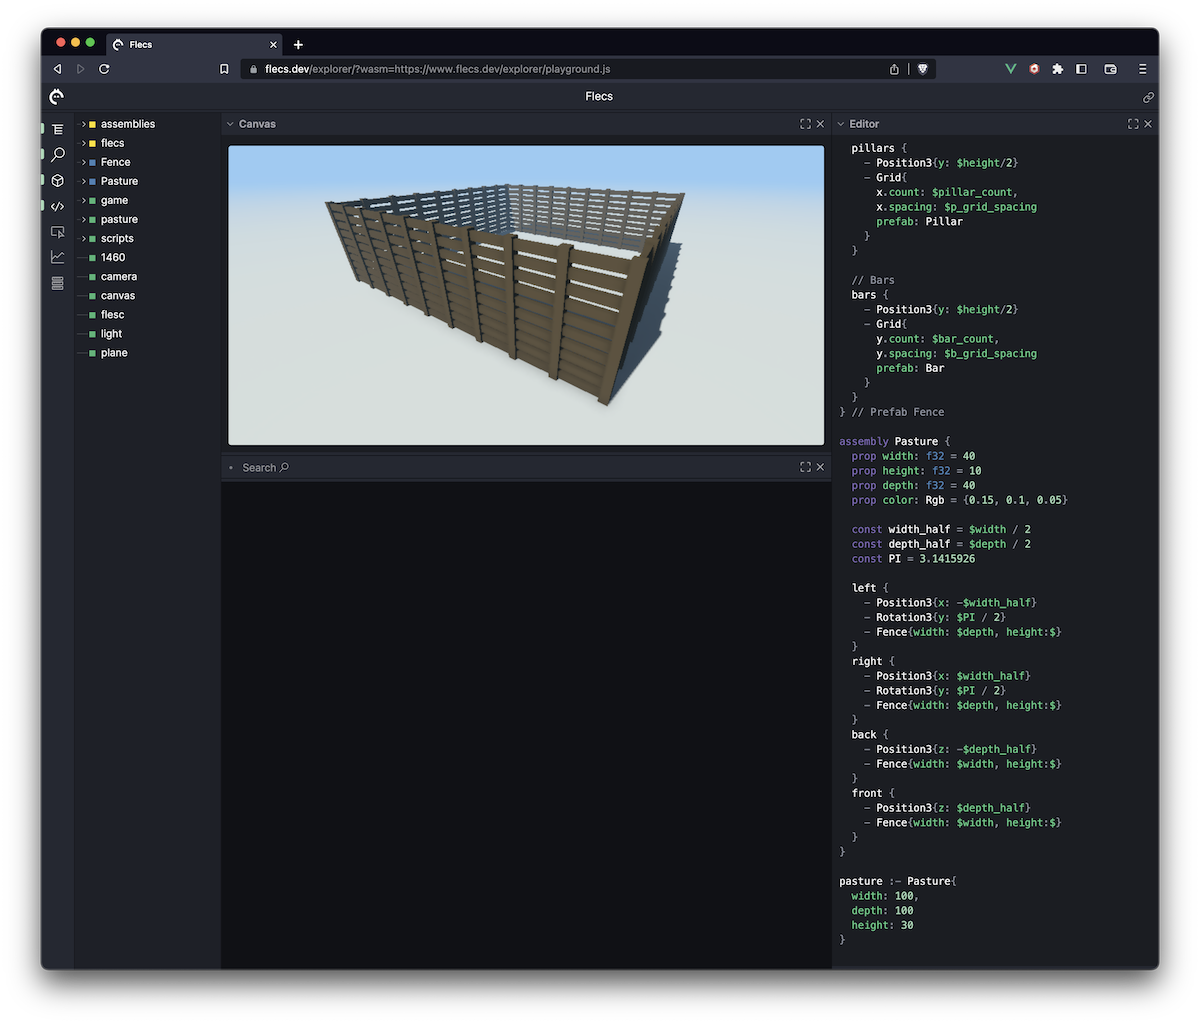 Flecs
flecs.dev/explorer/?wasm=https://www.flecs.dev/explorer/playground.js
Flecs
assemblies
flecs
Fence
Pasture
game
pasture
scripts
1460
camera
canvas
flesc
light
plane
Canvas
Search
Editor
pillars {
- Position3{y: $height/2}
- Grid{
x.count: $pillar_count,
x.spacing: $p_grid_spacing
prefab: Pillar
}
}
// Bars
bars {
- Position3{y: $height/2}
- Grid{
y.count: $bar_count,
y.spacing: $b_grid_spacing
prefab: Bar
}
}
} // Prefab Fence
assembly Pasture {
prop width: f32 = 40
prop height: f32 = 10
prop depth: f32 = 40
prop color: Rgb = {0.15, 0.1, 0.05}
const width_half = $width / 2
const depth_half = $depth / 2
const PI = 3.1415926
left {
- Position3{x: -$width_half}
- Rotation3{y: $PI / 2}
- Fence{width: $depth, height:$}
}
right {
- Position3{x: $width_half}
- Rotation3{y: $PI / 2}
- Fence{width: $depth, height:$}
}
back {
- Position3{z: -$depth_half}
- Fence{width: $width, height:$}
}
front {
- Position3{z: $depth_half}
- Fence{width: $width, height:$}
}
}
pasture :- Pasture{
width: 100,
depth: 100
height: 30
}